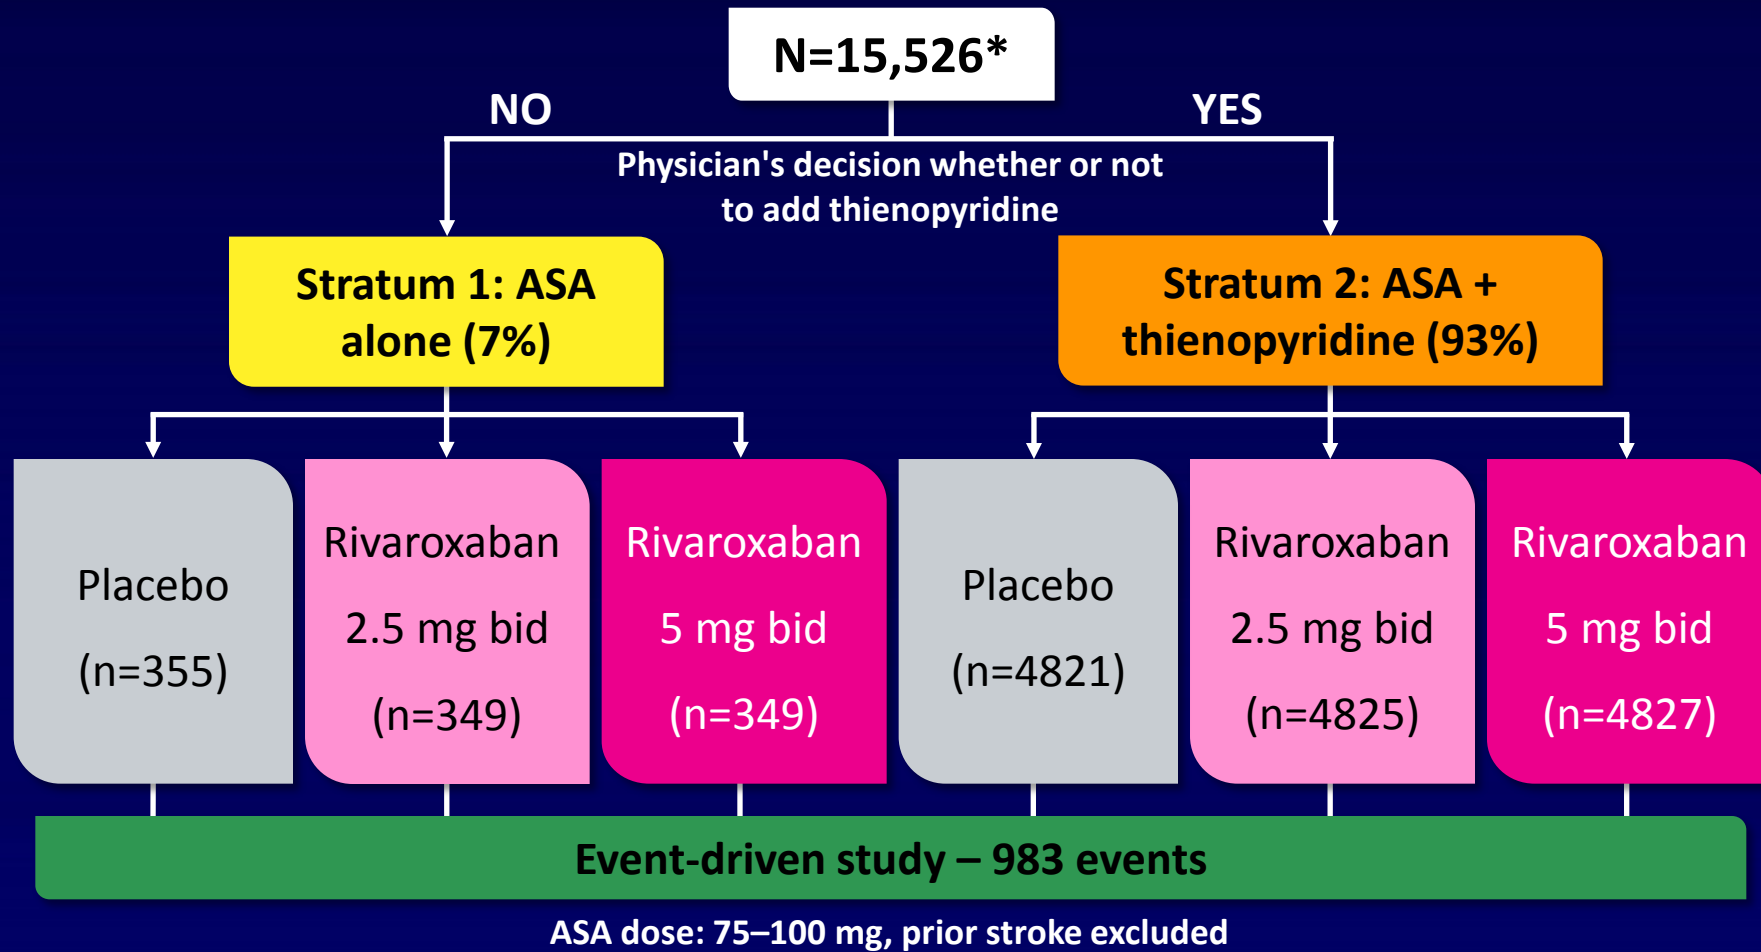 N=15,526*
NO
YES
Physician's decision whether or not
to add thienopyridine
Stratum 1: ASA
alone (7%)
Stratum 2: ASA +
thienopyridine (93%)
Placebo
(n=355)
Rivaroxaban
2.5 mg bid
(n=349)
Rivaroxaban
5 mg bid
(n=349)
Placebo
(n=4821)
Rivaroxaban
2.5 mg bid
(n=4825)
Rivaroxaban
5 mg bid
(n=4827)
Event-driven study – 983 events
ASA dose: 75–100 mg, prior stroke excluded